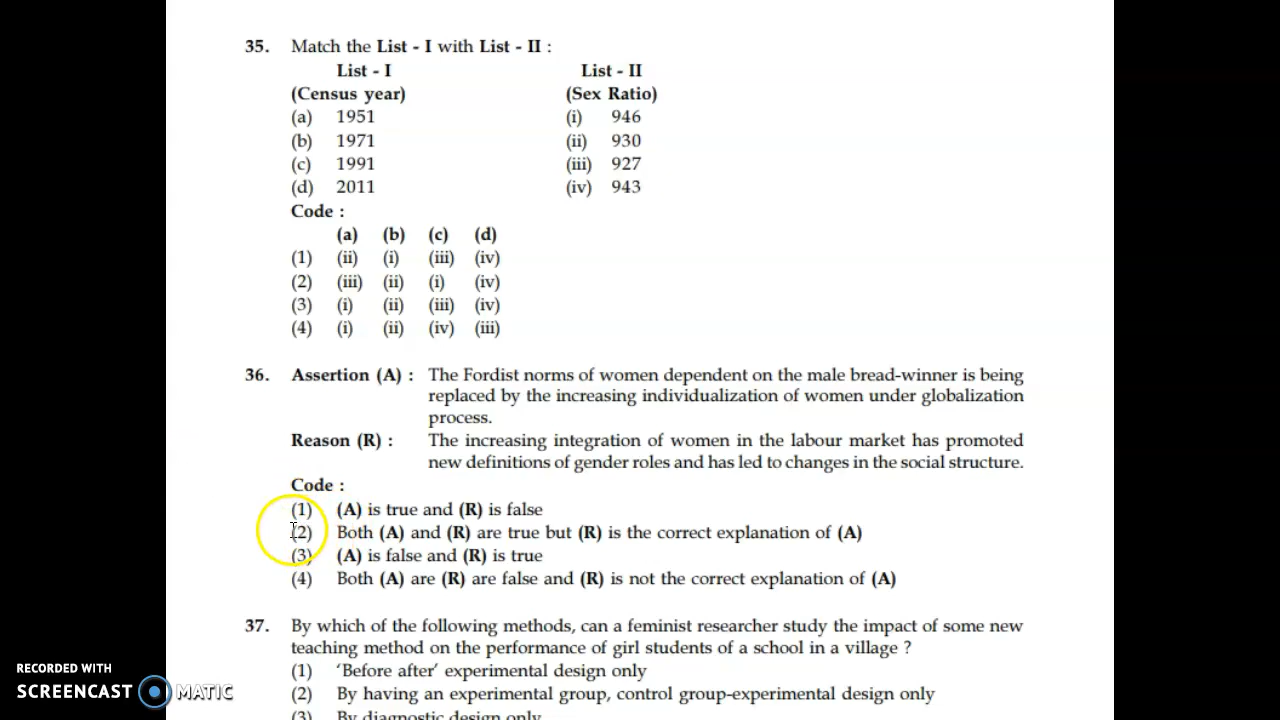 35. Match the List - I with List - II :
List - I List - II
(Census year) (Sex Ratio)
(a) 1951 (i) 946
(b) 1971 (ii) 930
(c) 1991 (iii) 927
(d) 2011 (iv) 943
Code :
(a) (b) (c) (d)
(1) (ii) (i) (iii) (iv)
(2) (iii) (ii) (i) (iv)
(3) (i) (ii) (iii) (iv)
(4) (i) (ii) (iv) (iii)
36. Assertion (A) : The Fordist norms of women dependent on the male bread-winner is being
replaced by the increasing individualization of women under globalization
process.
Reason (R) : The increasing integration of women in the labour market has promoted
new definitions of gender roles and has led to changes in the social structure.
Code :
(1) (A) is true and (R) is false
(2) Both (A) and (R) are true but (R) is the correct explanation of (A)
(3) (A) is false and (R) is true
(4) Both (A) are (R) are false and (R) is not the correct explanation of (A)
37. By which of the following methods, can a feminist researcher study the impact of some new
teaching method on the performance of girl students of a school in a village ?
(1) 'Before after' experimental design only
(2) By having an experimental group, control group-experimental design only
(3) By diagnostic design only
RECORDED WITH
SCREENCAST MATIC